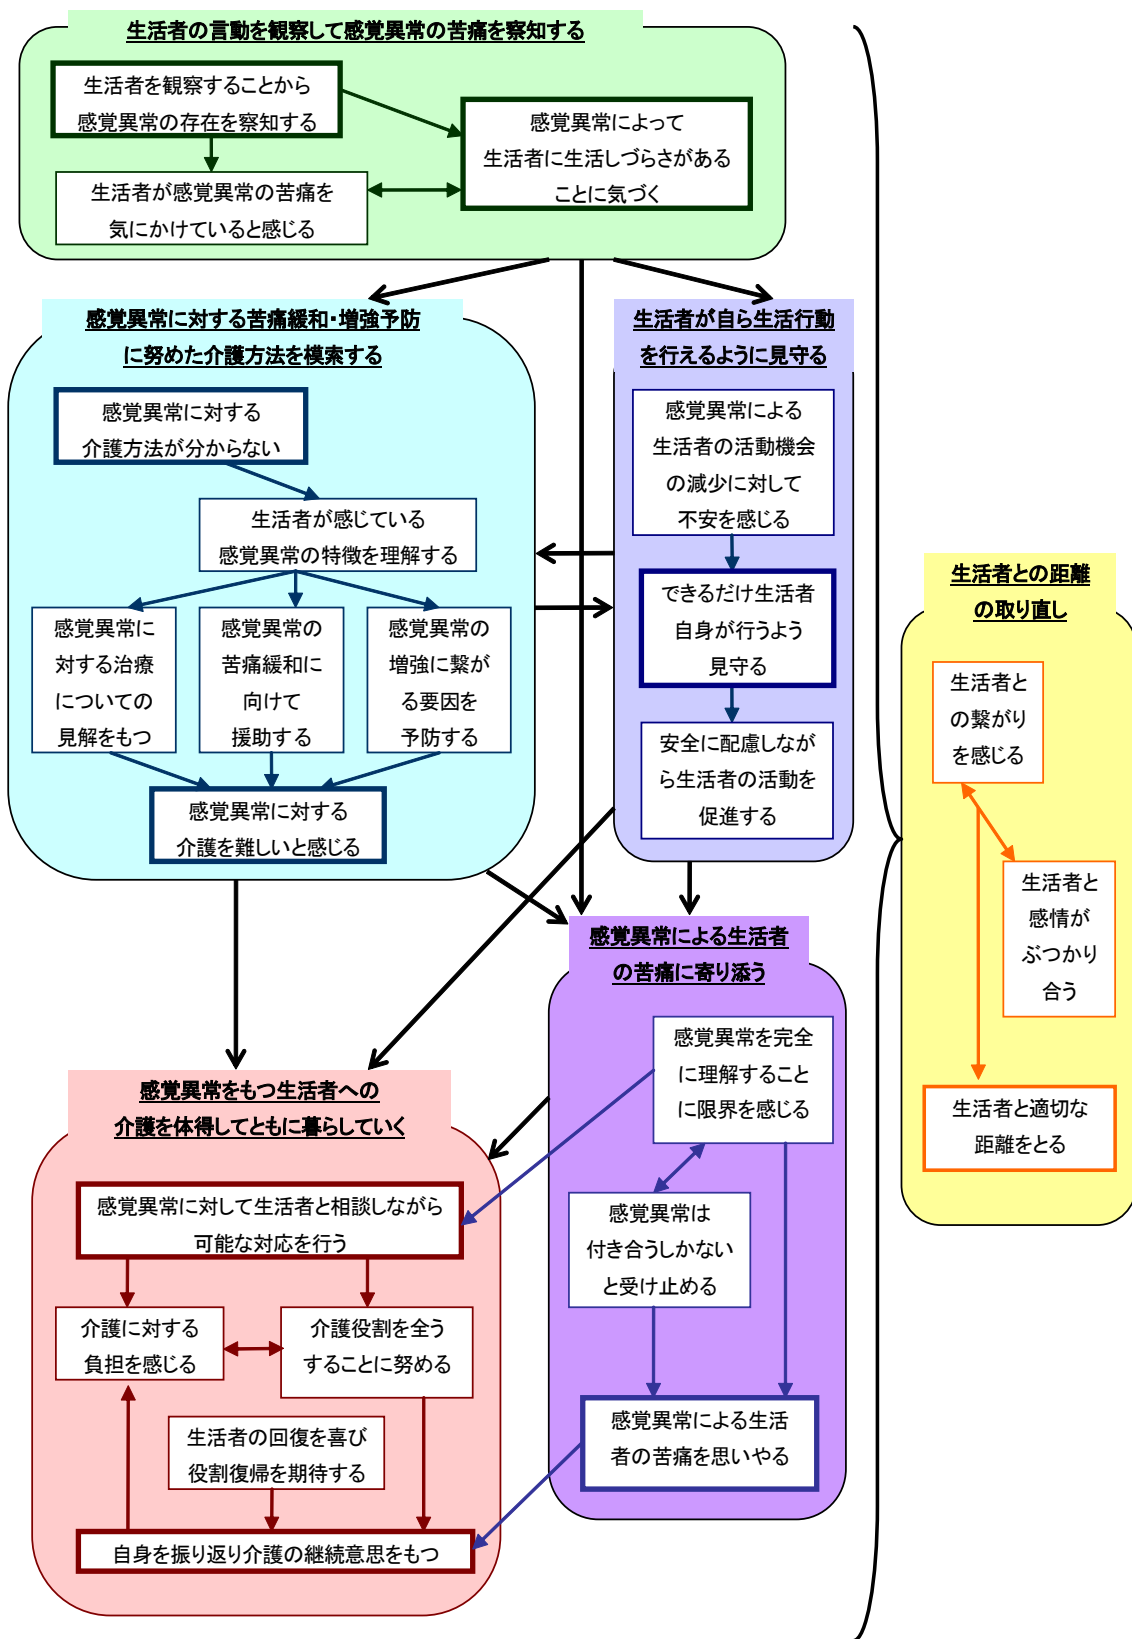 生活者の言動を観察して感覚異常の苦痛を察知する
生活者を観察することから
感覚異常の存在を察知する
感覚異常によって
生活者に生活しづらさがある
ことに気づく
生活者が感覚異常の苦痛を
気にかけていると感じる
感覚異常に対する苦痛緩和・増強予防
に努めた介護方法を模索する
感覚異常に対する
介護方法が分からない
生活者が感じている
感覚異常の特徴を理解する
感覚異常に
対する治療
についての
見解をもつ
感覚異常の
苦痛緩和に
向けて
援助する
感覚異常の
増強に繋が
る要因を
予防する
感覚異常に対する
介護を難しいと感じる
生活者が自ら生活行動
を行えるように見守る
感覚異常による
生活者の活動機会
の減少に対して
不安を感じる
できるだけ生活者
自身が行うよう
見守る
安全に配慮しなが
ら生活者の活動を
促進する
感覚異常による生活者
の苦痛に寄り添う
感覚異常を完全
に理解すること
に限界を感じる
感覚異常は
付き合うしかない
と受け止める
感覚異常による生活
者の苦痛を思いやる
感覚異常をもつ生活者への
介護を体得してともに暮らしていく
感覚異常に対して生活者と相談しながら
可能な対応を行う
介護に対する
負担を感じる
介護役割を全う
することに努める
生活者の回復を喜び
役割復帰を期待する
自身を振り返り介護の継続意思をもつ
生活者との距離
の取り直し
生活者と
の繋がり
を感じる
生活者と
感情が
ぶつかり
合う
生活者と適切な
距離をとる